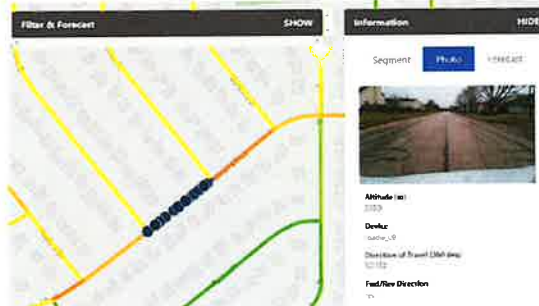 Filter & Forecast
SHOW
Information
HIDE
Segment
Photo
Forecast
Altitude (m)
Device
Direction of Travel (360 deg)
Fwd/Rev Direction